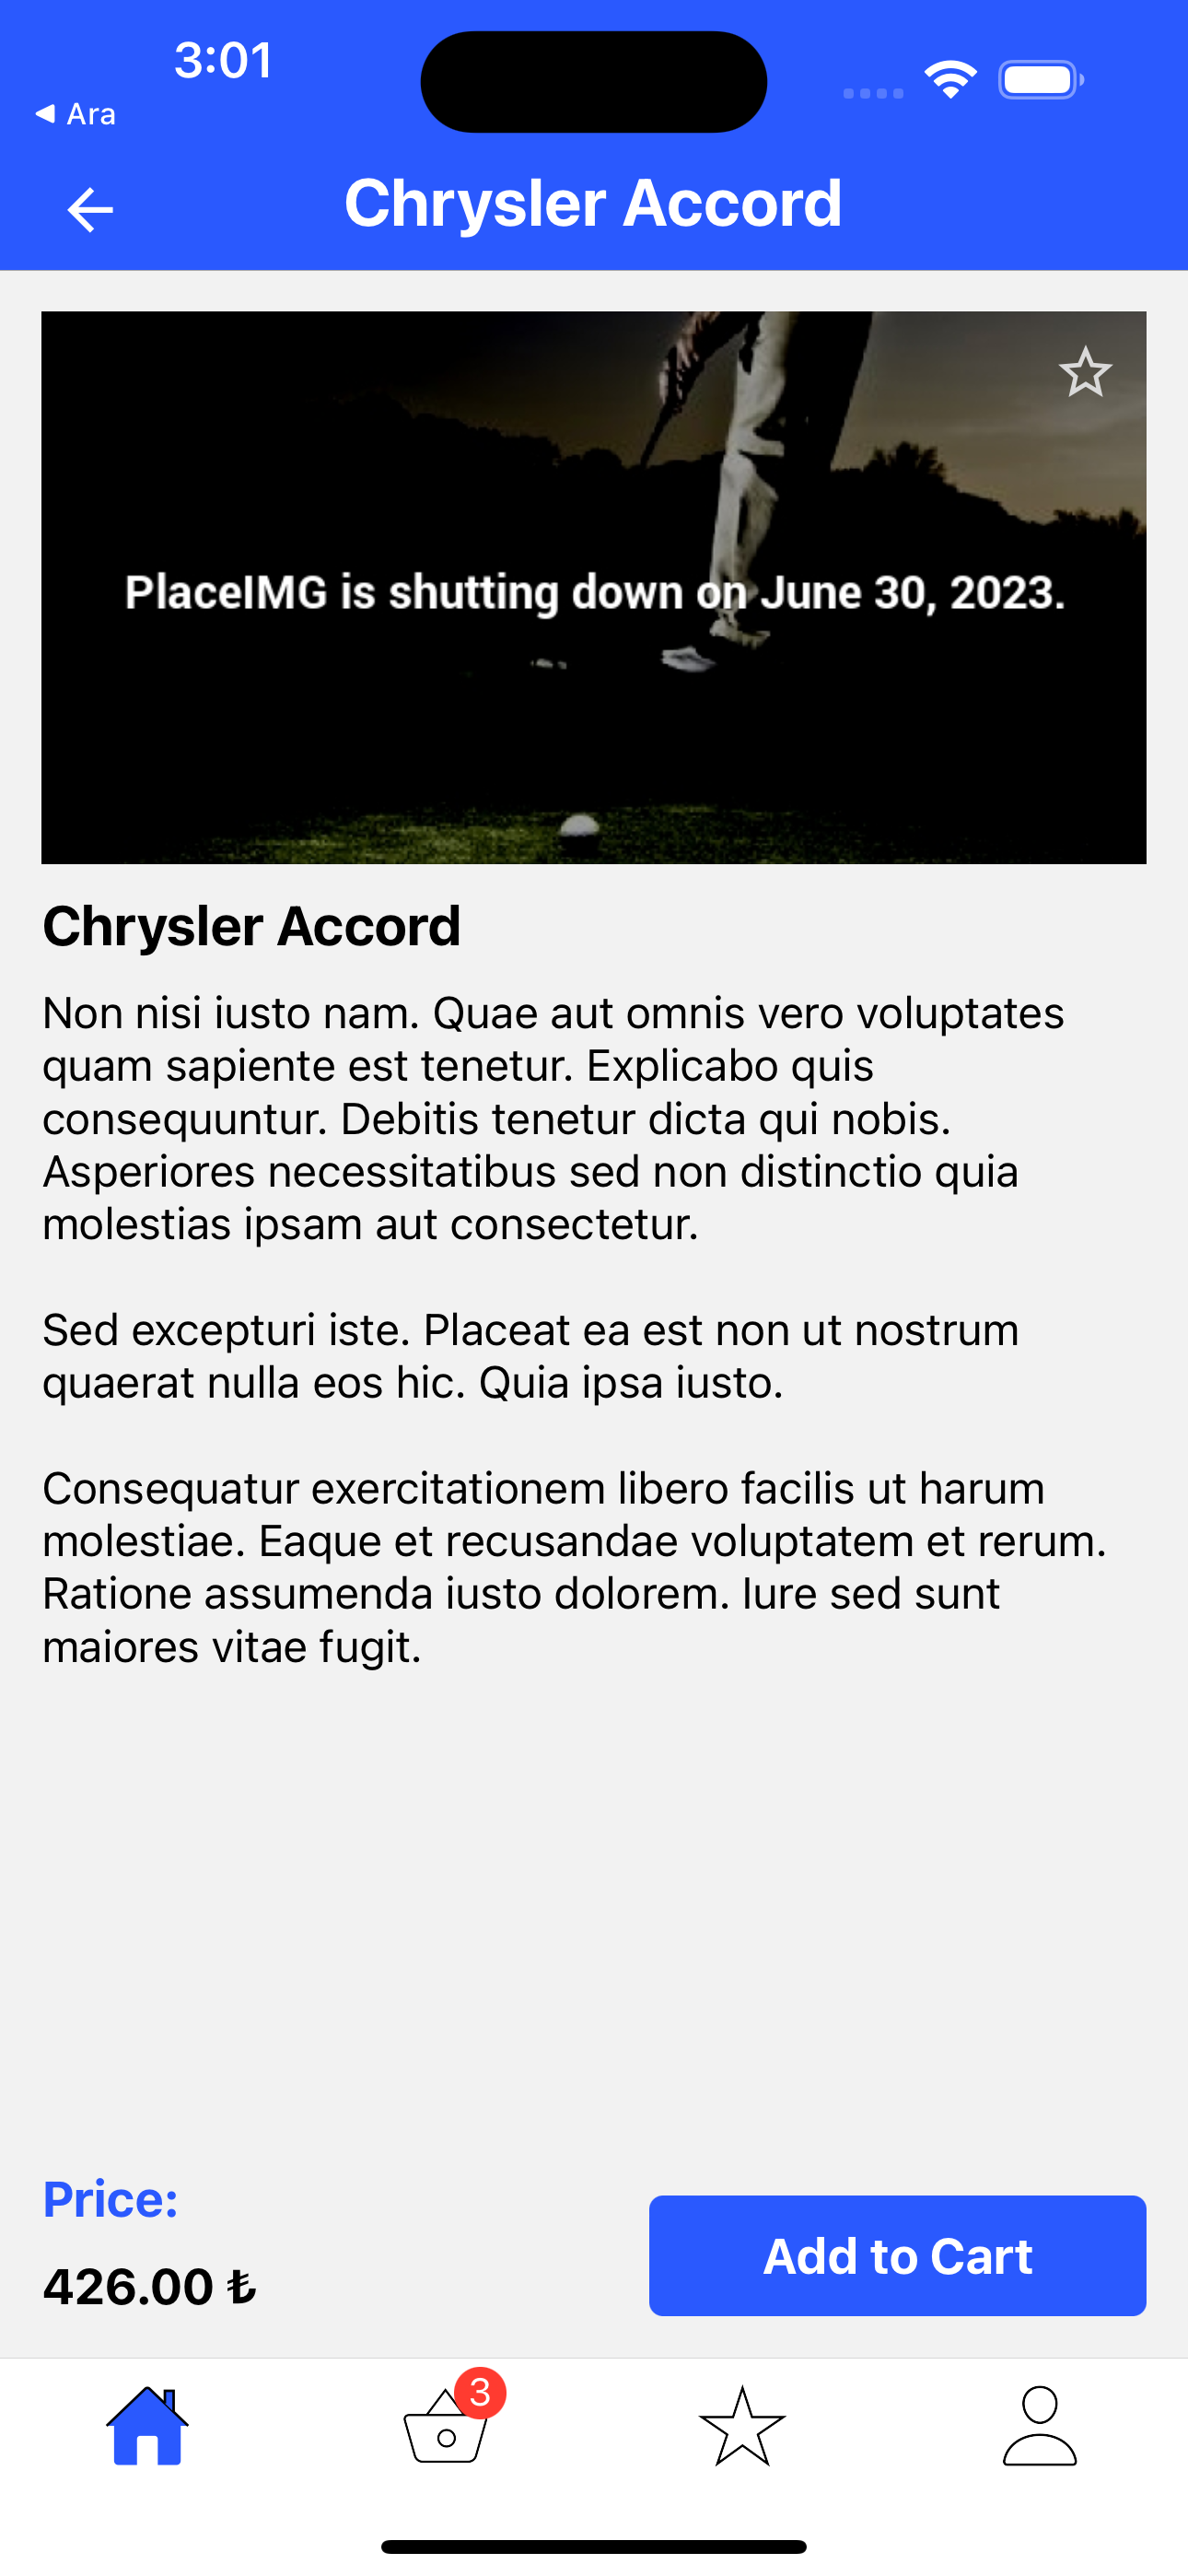 3:01
◀ Ara
Chrysler Accord
PlaceIMG is shutting down on June 30, 2023.
Chrysler Accord
Non nisi iusto nam. Quae aut omnis vero voluptates
quam sapiente est tenetur. Explicabo quis
consequuntur. Debitis tenetur dicta qui nobis.
Asperiores necessitatibus sed non distinctio quia
molestias ipsam aut consectetur.
Sed excepturi iste. Placeat ea est non ut nostrum
quaerat nulla eos hic. Quia ipsa iusto.
Consequatur exercitationem libero facilis ut harum
molestiae. Eaque et recusandae voluptatem et rerum.
Ratione assumenda iusto dolorem. Iure sed sunt
maiores vitae fugit.
Price:
426.00 ₺
Add to Cart
3